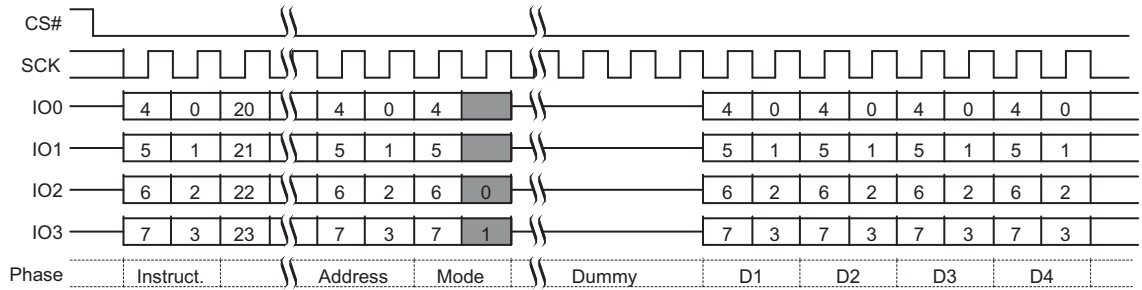 CS#
SCK
IO0 4 0 20 4 0 4 4 0 4 0 4 0 4 0
IO1 5 1 21 5 1 5 5 1 5 1 5 1 5 1
IO2 6 2 22 6 2 6 0 6 2 6 2 6 2 6 2
IO3 7 3 23 7 3 7 1 7 3 7 3 7 3 7 3
Phase Instruct. Address Mode Dummy D1 D2 D3 D4